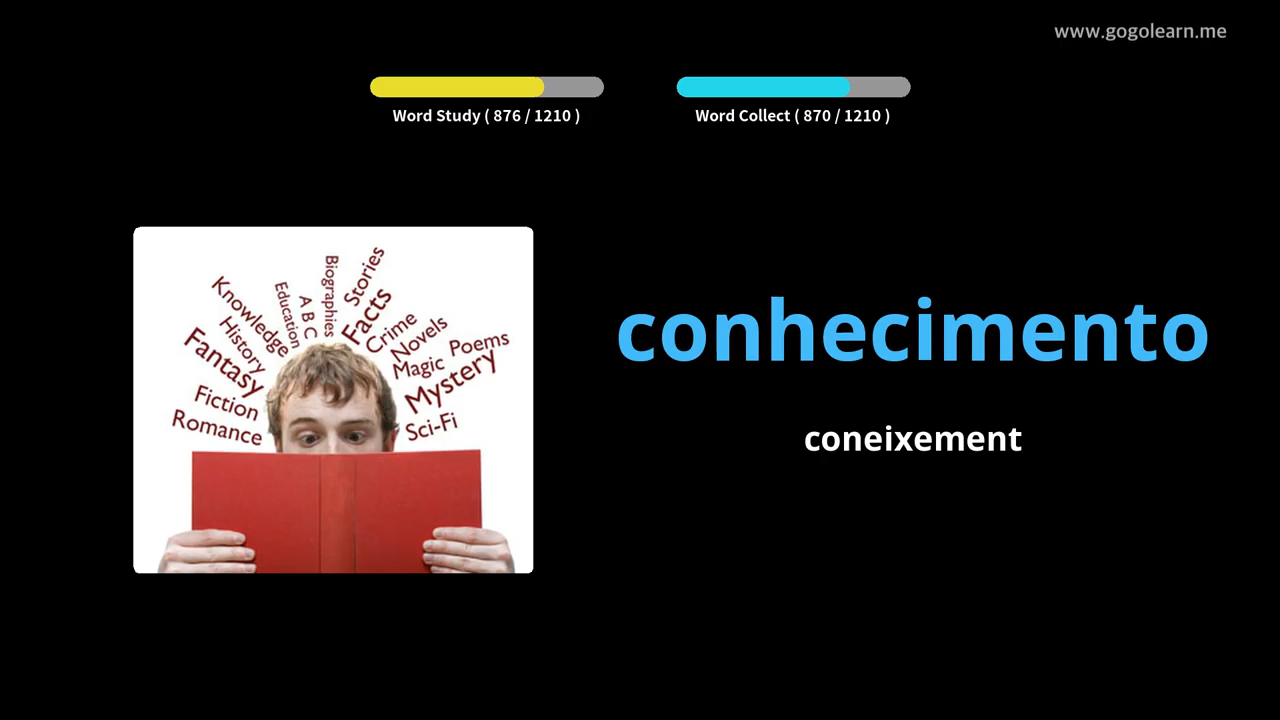 www.gogolearn.me
Word Study ( 876 / 1210 )
Word Collect ( 870 / 1210 )
Biographies
Stories
Knowledge
Education
A B C
Facts
History
Crime
Novels
Fantasy
Magic
Poems
Mystery
Fiction
Romance
Sci-Fi
conhecimento
coneixement